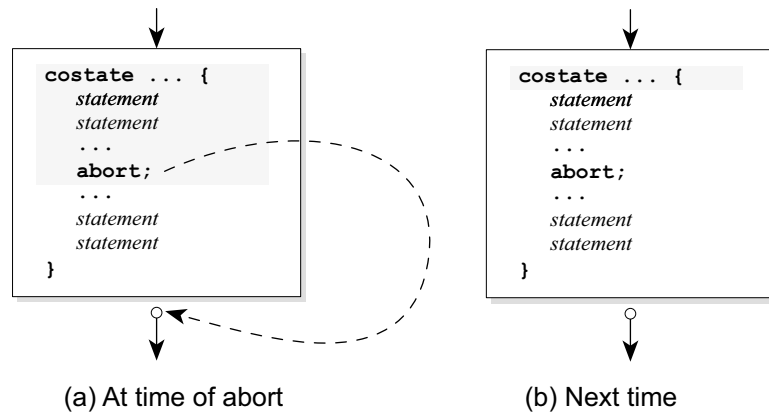 costate ... {
statement
statement
...
abort;
...
statement
statement
}
(a) At time of abort
costate ... {
statement
statement
...
abort;
...
statement
statement
}
(b) Next time